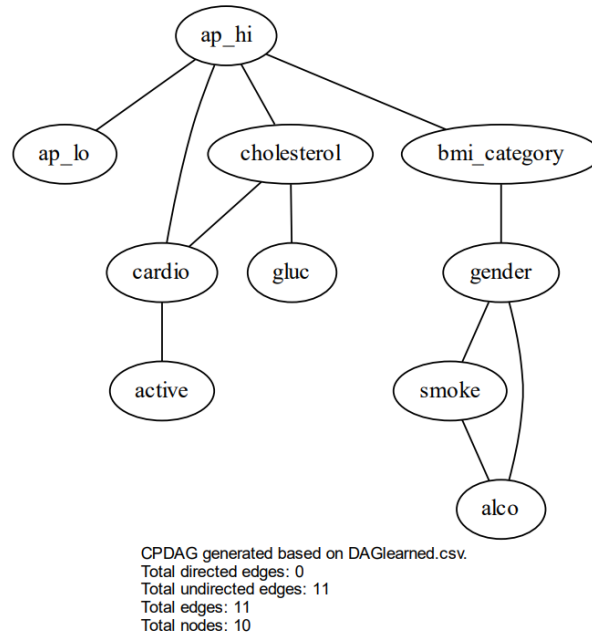 ap_hi
ap_lo
cholesterol
bmi_category
cardio
gluc
gender
active
smoke
alco
CPDAG generated based on DAGlearned.csv.
Total directed edges: 0
Total undirected edges: 11
Total edges: 11
Total nodes: 10